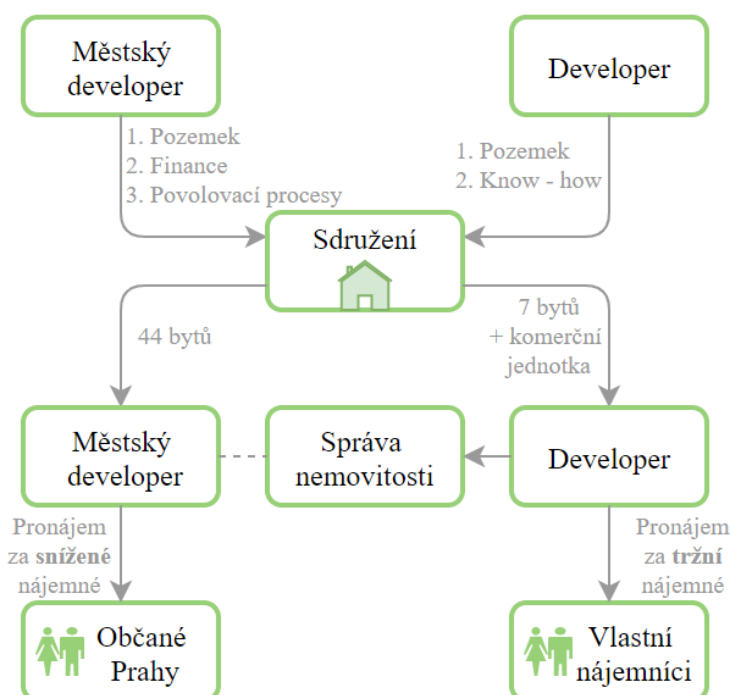 Městský
developer
Developer
1. Pozemek
2. Finance
3. Povolovací procesy
1. Pozemek
2. Know - how
Sdružení
44 bytů
7 bytů
+ komerční
jednotka
Městský
developer
Správa
nemovitosti
Developer
Pronájem
za snížené
nájemné
Pronájem
za tržní
nájemné
Občané
Prahy
Vlastní
nájemníci